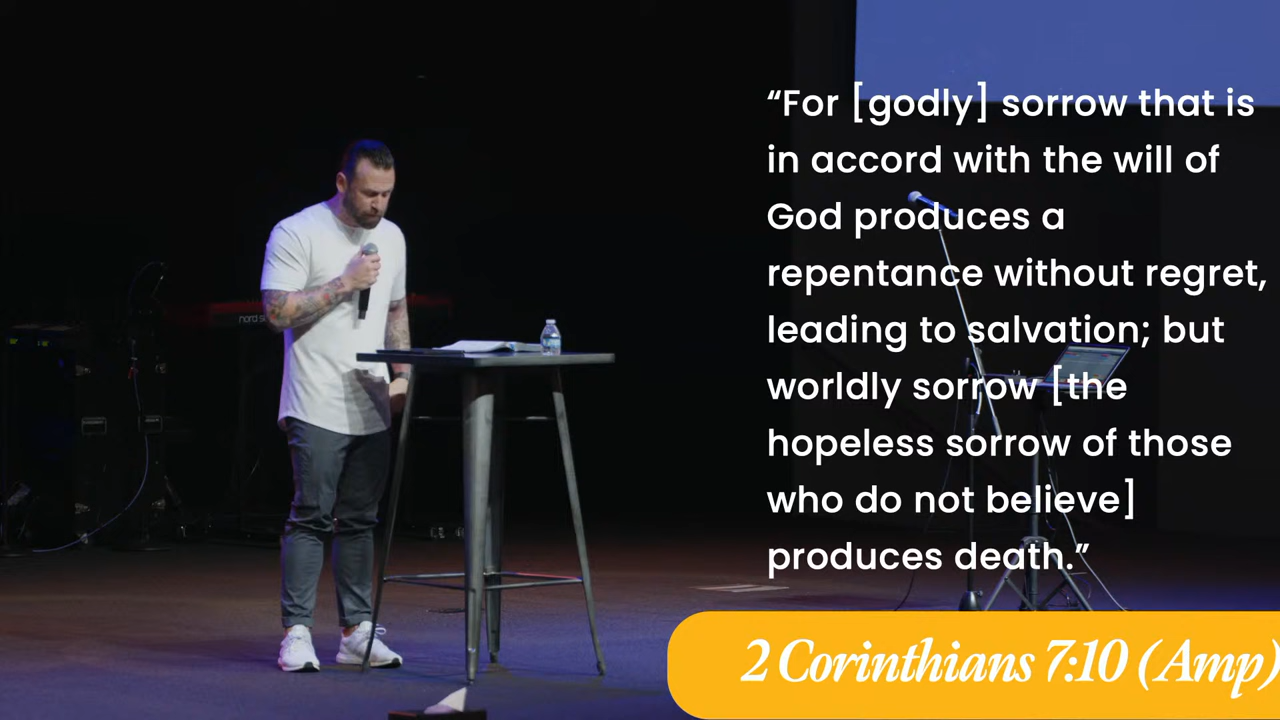 “For [godly] sorrow that is
in accord with the will of
God produces a
repentance without regret,
leading to salvation; but
worldly sorrow [the
hopeless sorrow of those
who do not believe]
produces death.”
2 Corinthians 7:10 (Amp)
nord